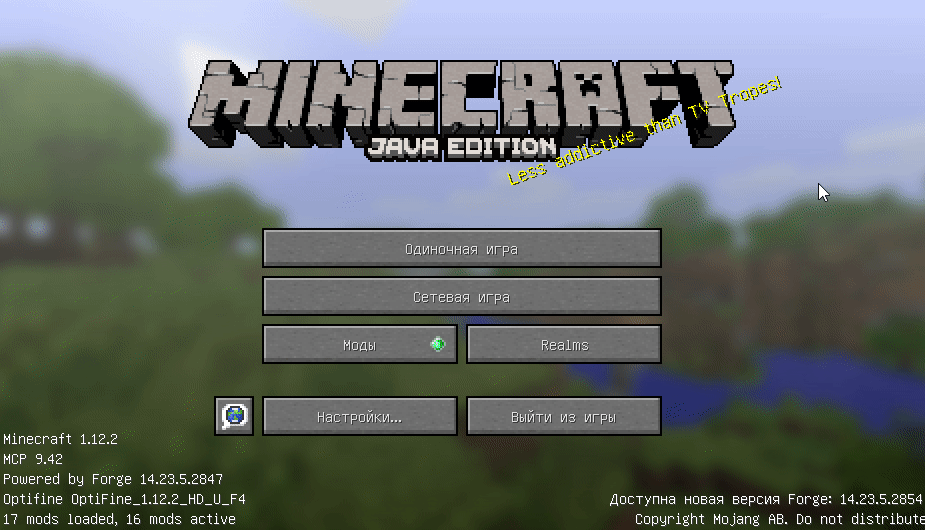 MINECRAFT
JAVA EDITION
Less addictive than TV Tropes!
Одиночная игра
Сетевая игра
Моды
Realms
Настройки...
Выйти из игры
Minecraft 1.12.2
MCP 9.42
Powered by Forge 14.23.5.2847
Optifine OptiFine_1.12.2_HD_U_F4
17 mods loaded, 16 mods active
Доступна новая версия Forge: 14.23.5.2854
Copyright Mojang AB. Do not distribute